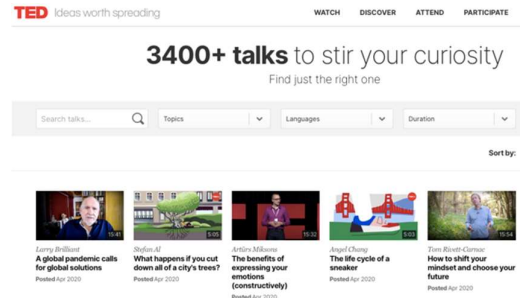 TED Ideas worth spreading
WATCH DISCOVER ATTEND PARTICIPATE
3400+ talks to stir your curiosity
Find just the right one
Search talks...
Topics
Languages
Duration
Sort by:
15:41
5:05
15:32
5:03
15:54
Larry Brilliant
A global pandemic calls
for global solutions
Posted Apr 2020
Stefan Al
What happens if you cut
down all of a city's trees?
Posted Apr 2020
Artūrs Miksons
The benefits of
expressing your
emotions
(constructively)
Posted Apr 2020
Angel Chang
The life cycle of a
sneaker
Posted Apr 2020
Tom Rivett-Carnac
How to shift your
mindset and choose your
future
Posted Apr 2020